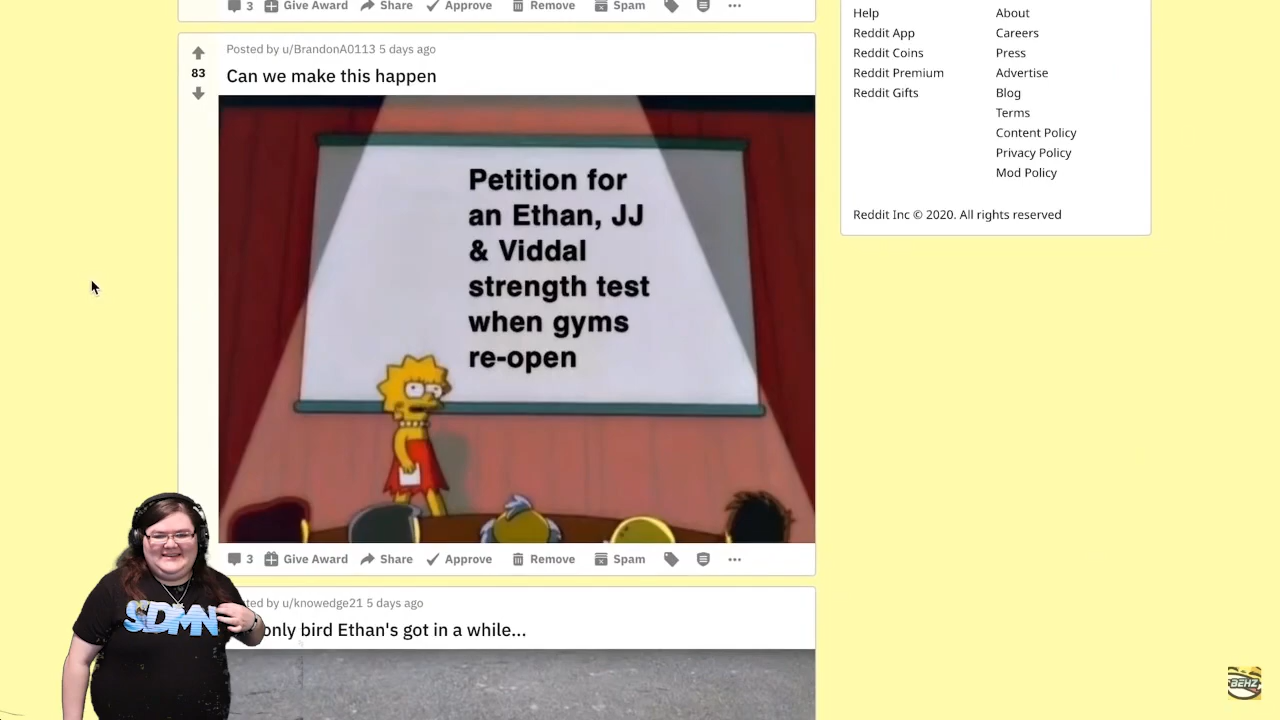 3 Give Award Share Approve Remove Spam
Help
About
Reddit App
Careers
Reddit Coins
Press
Reddit Premium
Advertise
Reddit Gifts
Blog
Terms
Content Policy
Privacy Policy
Mod Policy
Reddit Inc © 2020. All rights reserved
Posted by u/BrandonA0113 5 days ago
83
Can we make this happen
Petition for
an Ethan, JJ
& Viddal
strength test
when gyms
re-open
3 Give Award Share Approve Remove Spam
by u/knowedge21 5 days ago
only bird Ethan's got in a while...
SDMN
BEHZ